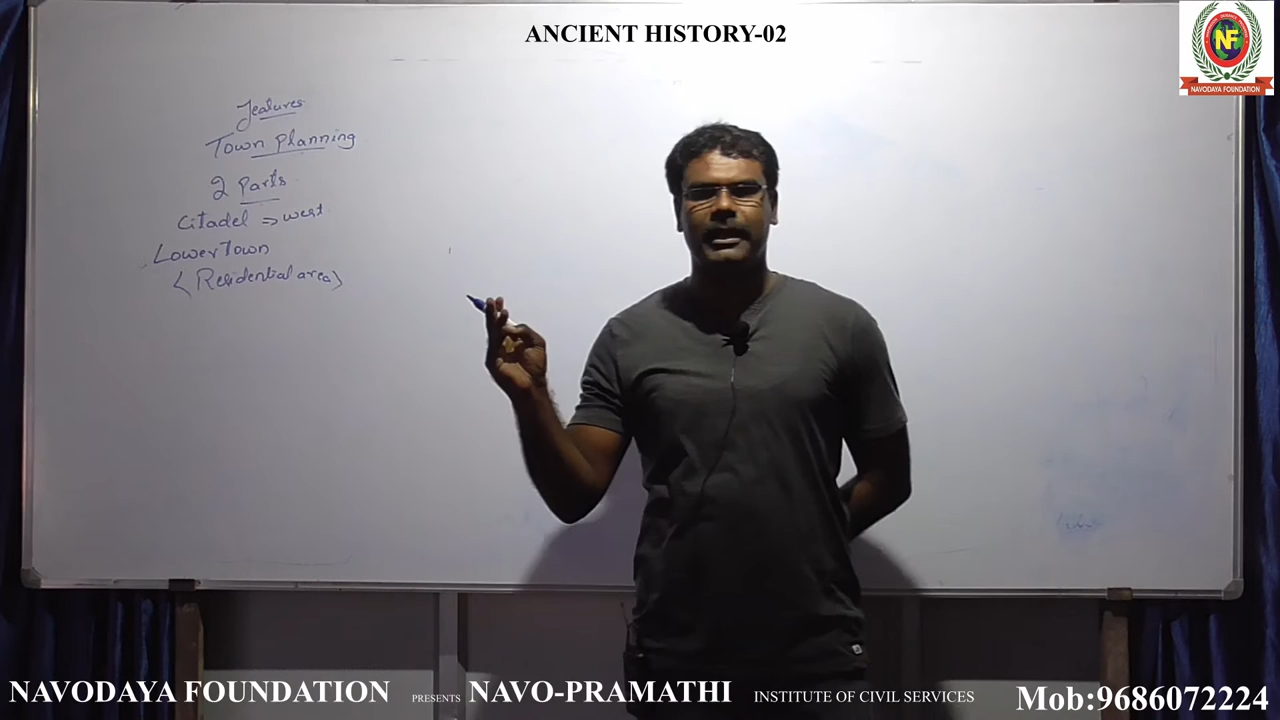 ANCIENT HISTORY-02
NF
NAVODAYA FOUNDATION
Features
Town Planning
2 Parts
Citadel => west
Lower Town
< Residential area >
NAVODAYA FOUNDATION PRESENTS NAVO-PRAMATHI INSTITUTE OF CIVIL SERVICES Mob:9686072224